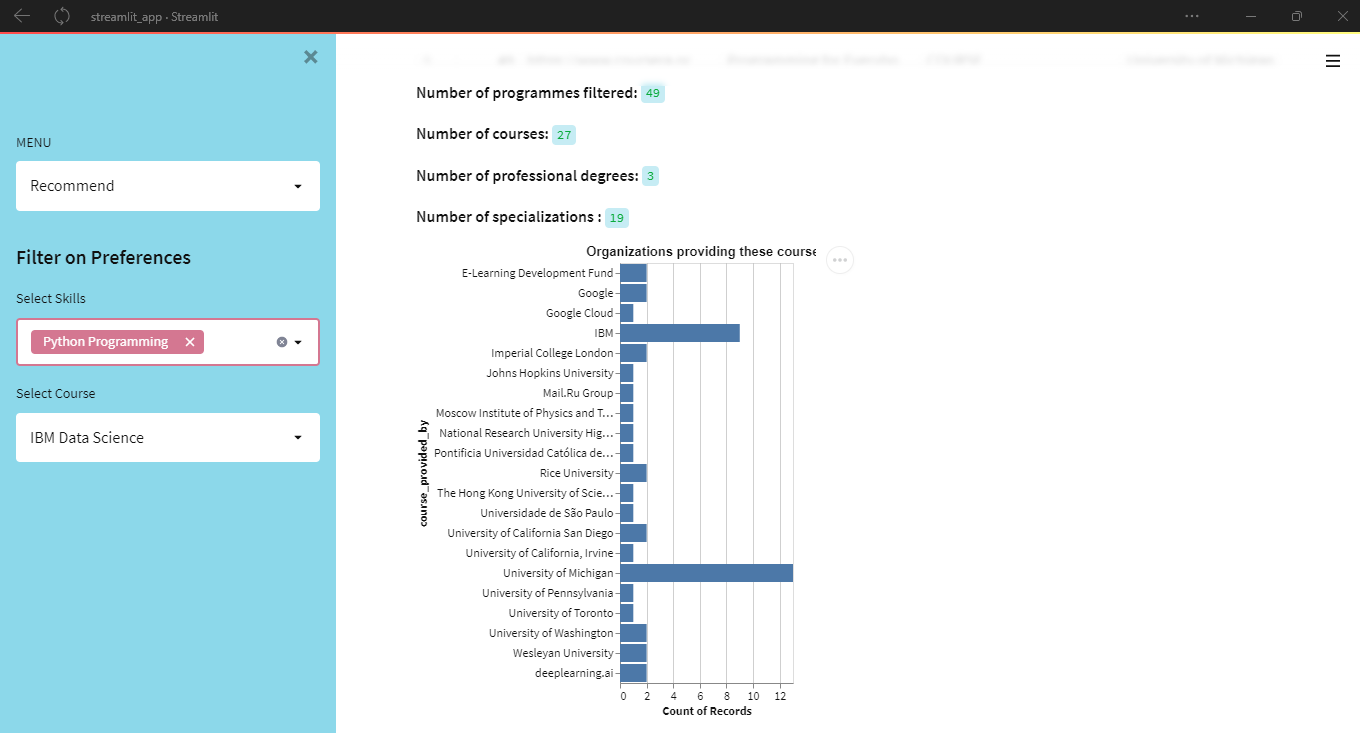 streamlit_app · Streamlit
MENU
Recommend
Filter on Preferences
Select Skills
Python Programming
Select Course
IBM Data Science
Number of programmes filtered: 49
Number of courses: 27
Number of professional degrees: 3
Number of specializations : 19
Organizations providing these course
course_provided_by
E-Learning Development Fund
Google
Google Cloud
IBM
Imperial College London
Johns Hopkins University
Mail.Ru Group
Moscow Institute of Physics and T...
National Research University Hig...
Pontificia Universidad Católica de...
Rice University
The Hong Kong University of Scie...
Universidade de São Paulo
University of California San Diego
University of California, Irvine
University of Michigan
University of Pennsylvania
University of Toronto
University of Washington
Wesleyan University
deeplearning.ai
0 2 4 6 8 10 12
Count of Records